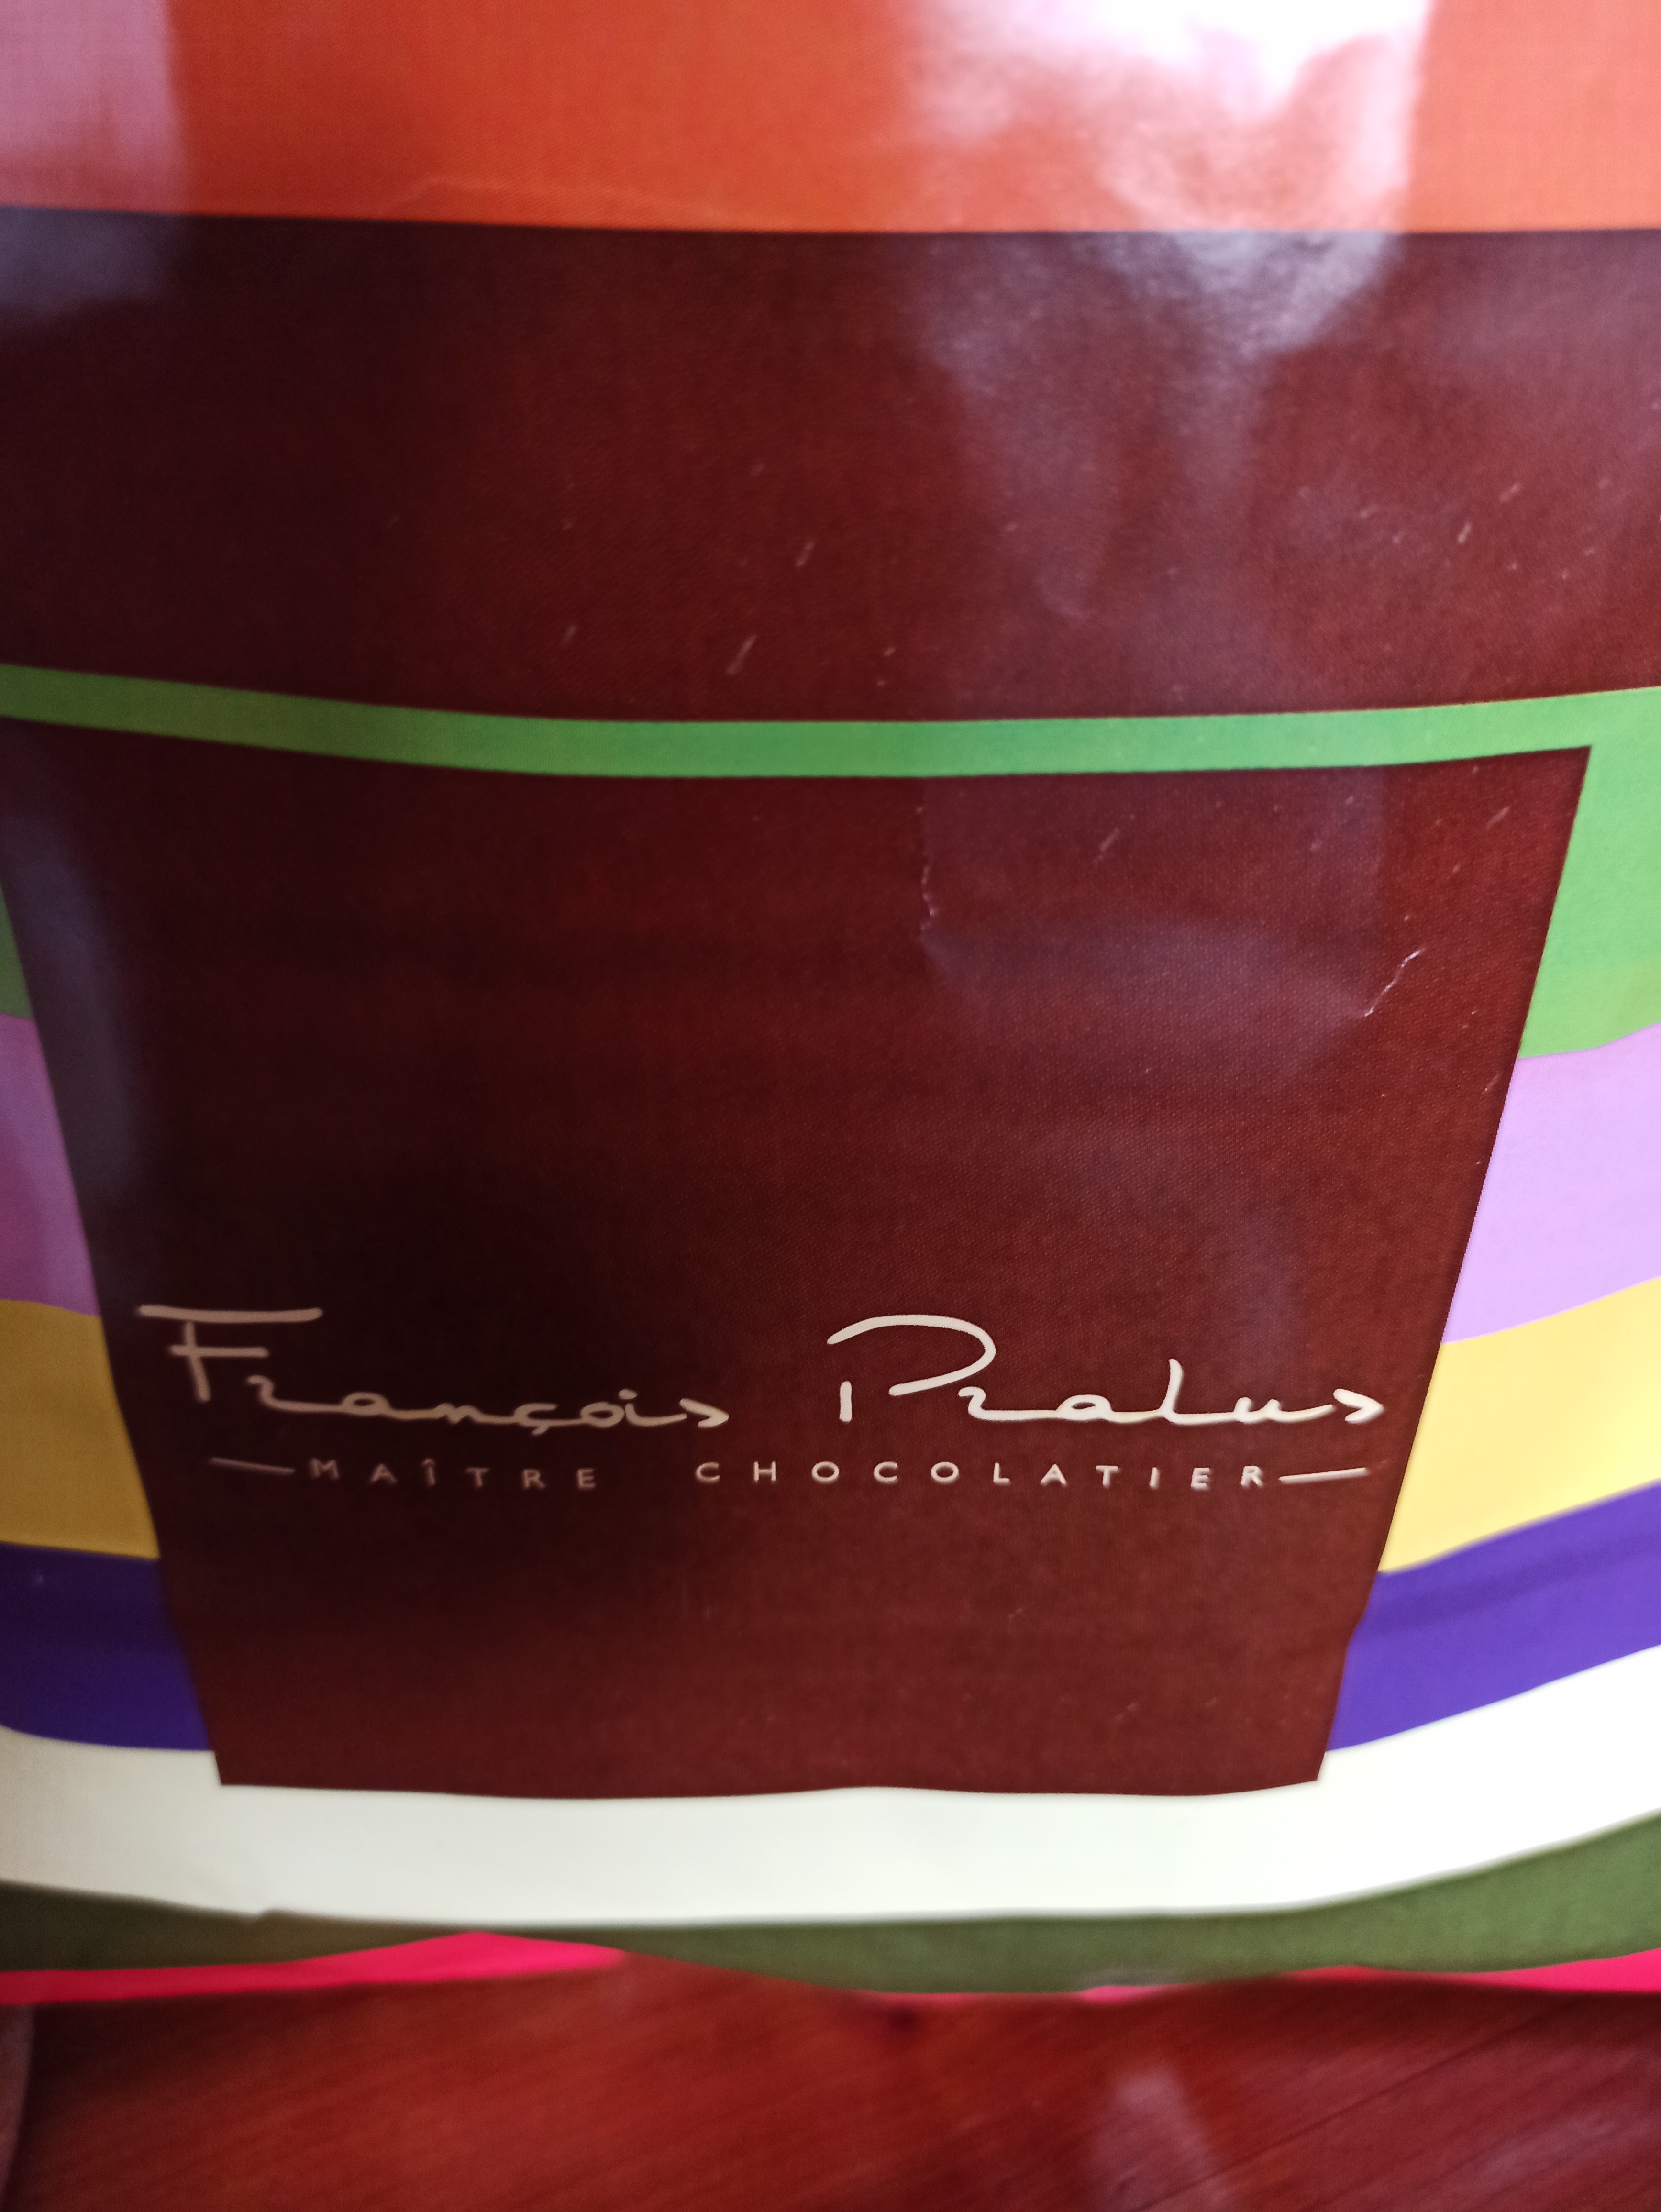 François Pralus
MAÎTRE CHOCOLATIER